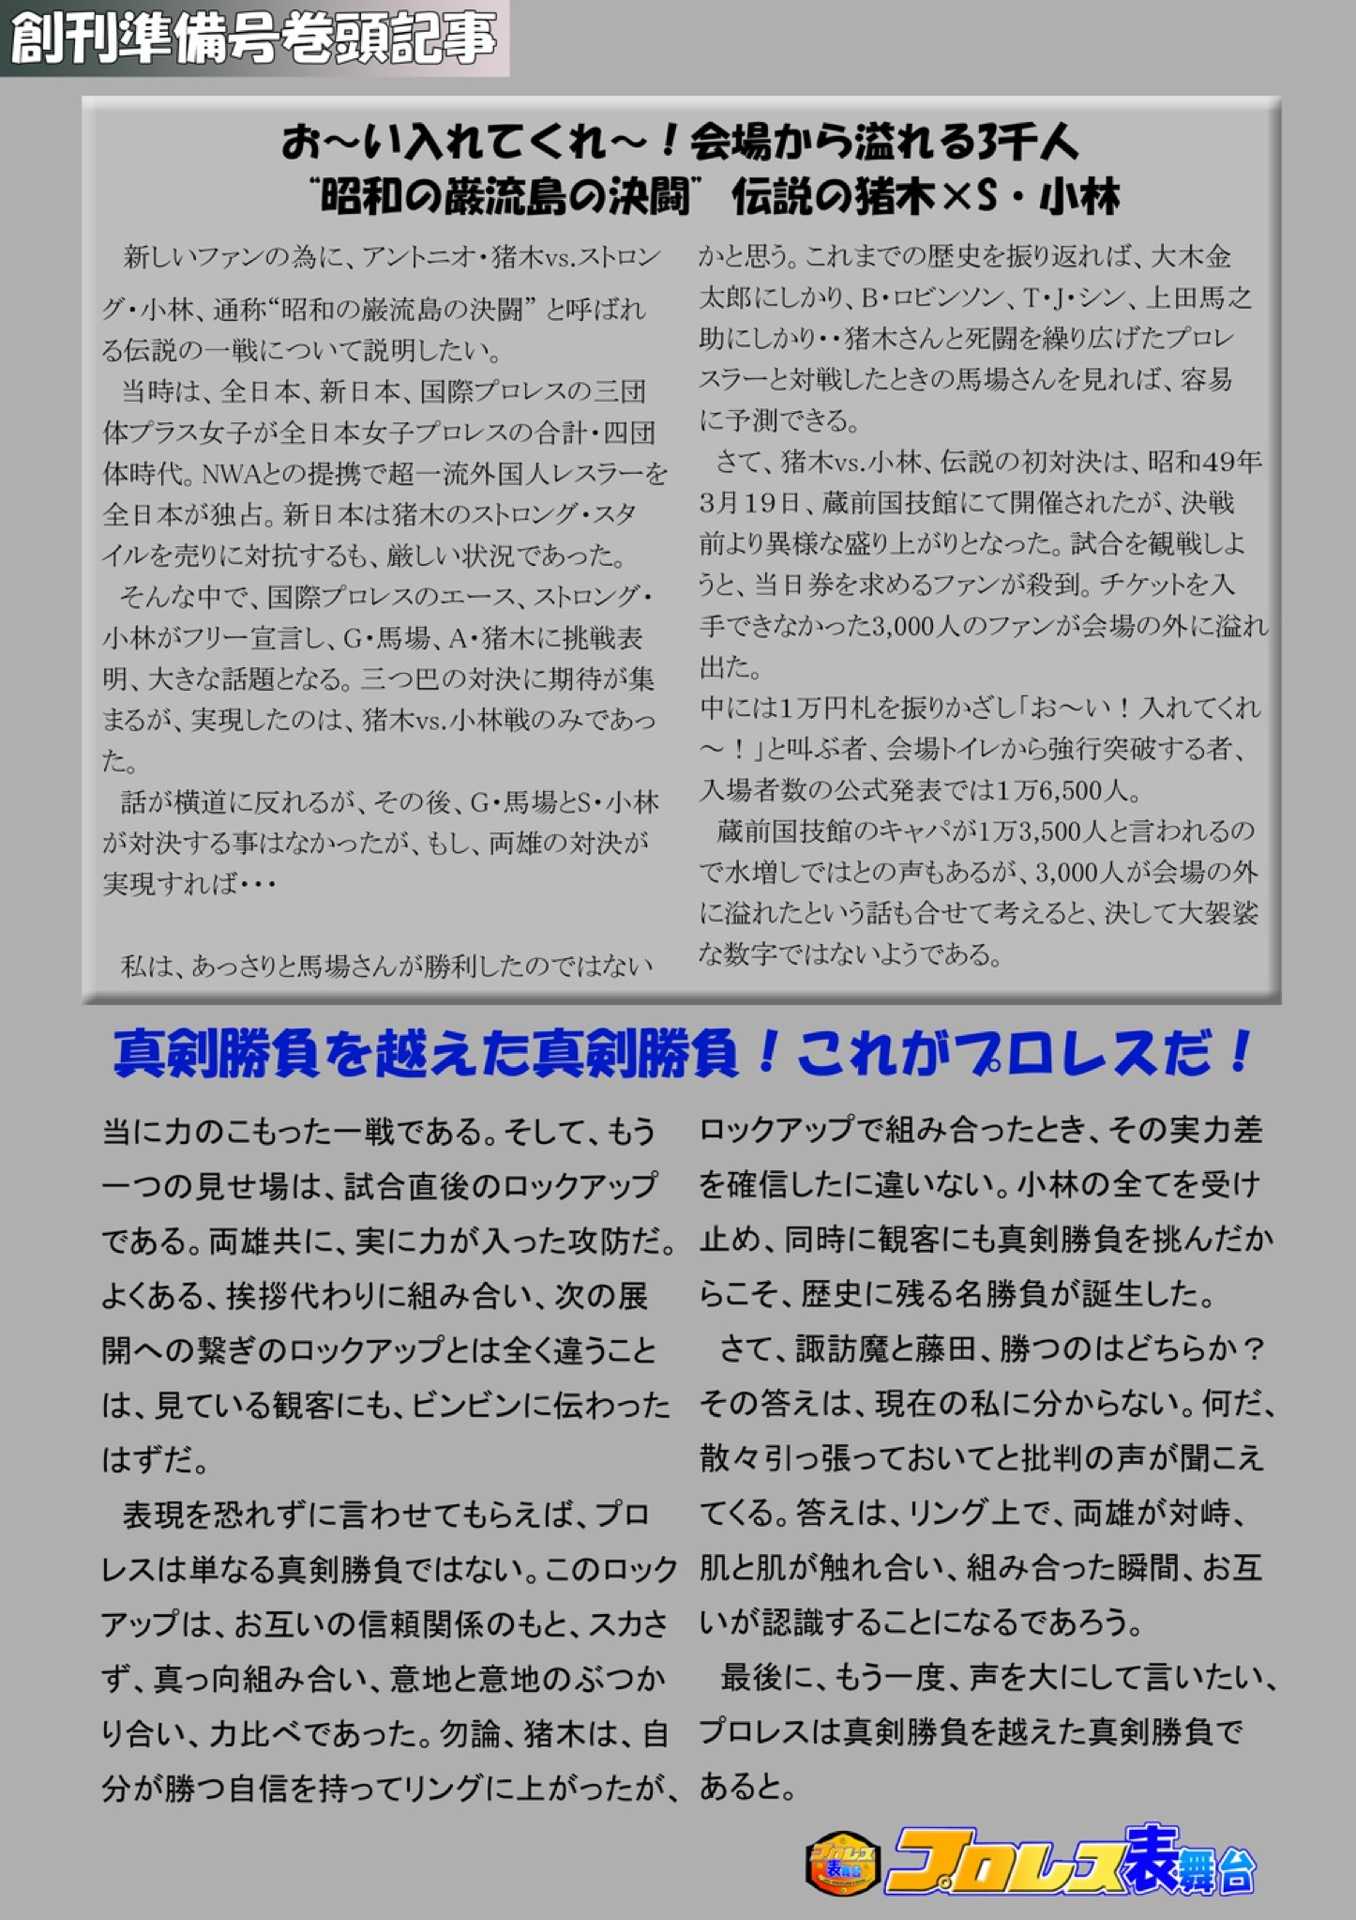 創刊準備号巻頭記事
お～い入れてくれ～！会場から溢れる3千人
“昭和の巌流島の決闘” 伝説の猪木×S・小林
新しいファンの為に、アントニオ・猪木vs.ストロン
グ・小林、通称“昭和の巌流島の決闘” と呼ばれ
る伝説の一戦について説明したい。
当時は、全日本、新日本、国際プロレスの三団
体プラス女子が全日本女子プロレスの合計・四団
体時代。NWAとの提携で超一流外国人レスラーを
全日本が独占。新日本は猪木のストロング・スタ
イルを売りに対抗するも、厳しい状況であった。
そんな中で、国際プロレスのエース、ストロング・
小林がフリー宣言し、G・馬場、A・猪木に挑戦表
明、大きな話題となる。三つ巴の対決に期待が集
まるが、実現したのは、猪木vs.小林戦のみであっ
た。
話が横道に反れるが、その後、G・馬場とS・小林
が対決する事はなかったが、もし、両雄の対決が
実現すれば・・・
私は、あっさりと馬場さんが勝利したのではない
かと思う。これまでの歴史を振り返れば、大木金
太郎にしかり、B・ロビンソン、T・J・シン、上田馬之
助にしかり・・猪木さんと死闘を繰り広げたプロレ
スラーと対戦したときの馬場さんを見れば、容易
に予測できる。
さて、猪木vs.小林、伝説の初対決は、昭和49年
3月19日、蔵前国技館にて開催されたが、決戦
前より異様な盛り上がりとなった。試合を観戦しよ
うと、当日券を求めるファンが殺到。チケットを入
手できなかった3,000人のファンが会場の外に溢れ
出た。
中には1万円札を振りかざし「お～い！入れてくれ
～！」と叫ぶ者、会場トイレから強行突破する者、
入場者数の公式発表では1万6,500人。
蔵前国技館のキャパが1万3,500人と言われるの
で水増しではとの声もあるが、3,000人が会場の外
に溢れたという話も合せて考えると、決して大袈裟
な数字ではないようである。
真剣勝負を越えた真剣勝負！これがプロレスだ！
当に力のこもった一戦である。そして、もう
一つの見せ場は、試合直後のロックアップ
である。両雄共に、実に力が入った攻防だ。
よくある、挨拶代わりに組み合い、次の展
開への繋ぎのロックアップとは全く違うこと
は、見ている観客にも、ビンビンに伝わった
はずだ。
表現を恐れずに言わせてもらえば、プロ
レスは単なる真剣勝負ではない。このロック
アップは、お互いの信頼関係のもと、スカさ
ず、真っ向組み合い、意地と意地のぶつか
り合い、力比べであった。勿論、猪木は、自
分が勝つ自信を持ってリングに上がったが、
ロックアップで組み合ったとき、その実力差
を確信したに違いない。小林の全てを受け
止め、同時に観客にも真剣勝負を挑んだか
らこそ、歴史に残る名勝負が誕生した。
さて、諏訪魔と藤田、勝つのはどちらか？
その答えは、現在の私に分からない。何だ、
散々引っ張っておいてと批判の声が聞こえ
てくる。答えは、リング上で、両雄が対峙、
肌と肌が触れ合い、組み合った瞬間、お互
いが認識することになるであろう。
最後に、もう一度、声を大にして言いたい、
プロレスは真剣勝負を越えた真剣勝負で
あると。
プロレス
表舞台
プロレス表舞台